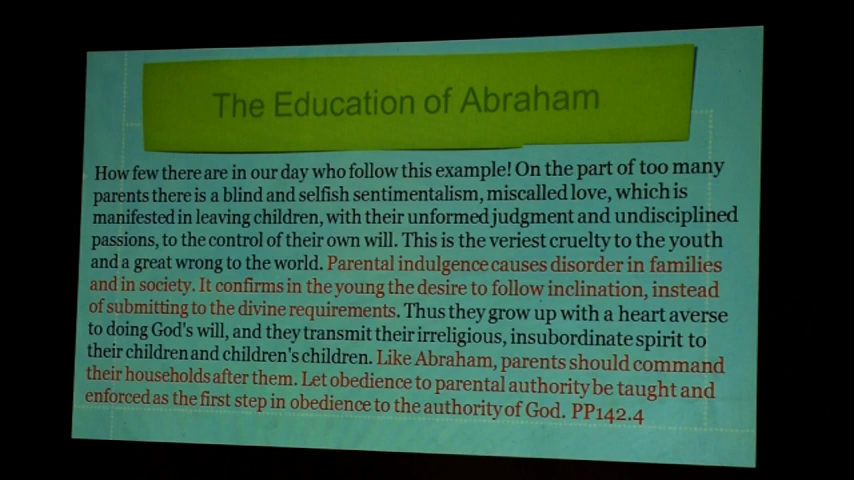 The Education of Abraham
How few there are in our day who follow this example! On the part of too many
parents there is a blind and selfish sentimentalism, miscalled love, which is
manifested in leaving children, with their unformed judgment and undisciplined
passions, to the control of their own will. This is the veriest cruelty to the youth
and a great wrong to the world. Parental indulgence causes disorder in families
and in society. It confirms in the young the desire to follow inclination, instead
of submitting to the divine requirements. Thus they grow up with a heart averse
to doing God's will, and they transmit their irreligious, insubordinate spirit to
their children and children's children. Like Abraham, parents should command
their households after them. Let obedience to parental authority be taught and
enforced as the first step in obedience to the authority of God. PP142.4